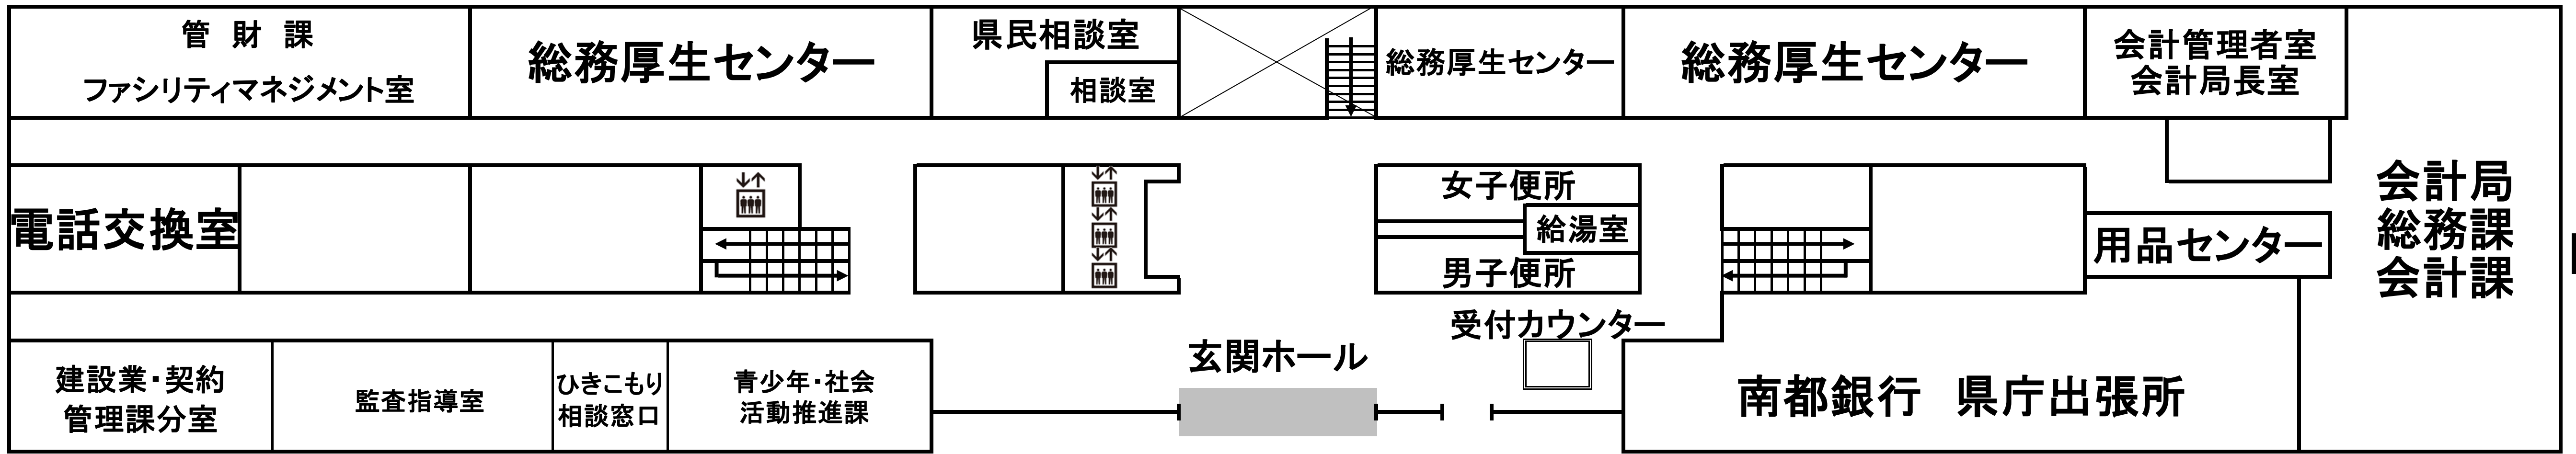 管財課
ファシリティマネジメント室
総務厚生センター
県民相談室
相談室
総務厚生センター
総務厚生センター
会計管理者室
会計局長室
電話交換室
女子便所
給湯室
男子便所
用品センター
会計局
総務課
会計課
受付カウンター
玄関ホール
建設業・契約
管理課分室
監査指導室
ひきこもり
相談窓口
青少年・社会
活動推進課
南都銀行 県庁出張所